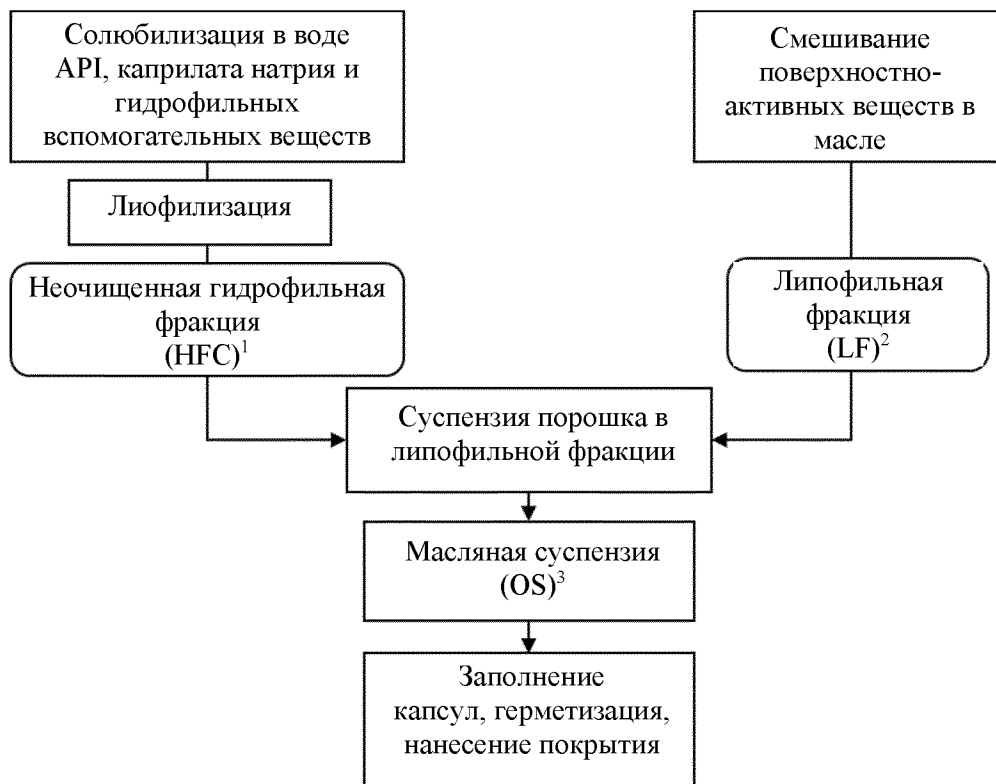 Солюбилизация в воде
API, каприлата натрия и
гидрофильных
вспомогательных веществ
Смешивание
поверхностно-
активных веществ в
масле
Лиофилизация
Неочищенная гидрофильная
фракция
(HFC)1
Липофильная
фракция
(LF)2
Суспензия порошка в
липофильной фракции
Масляная суспензия
(OS)3
Заполнение
капсул, герметизация,
нанесение покрытия